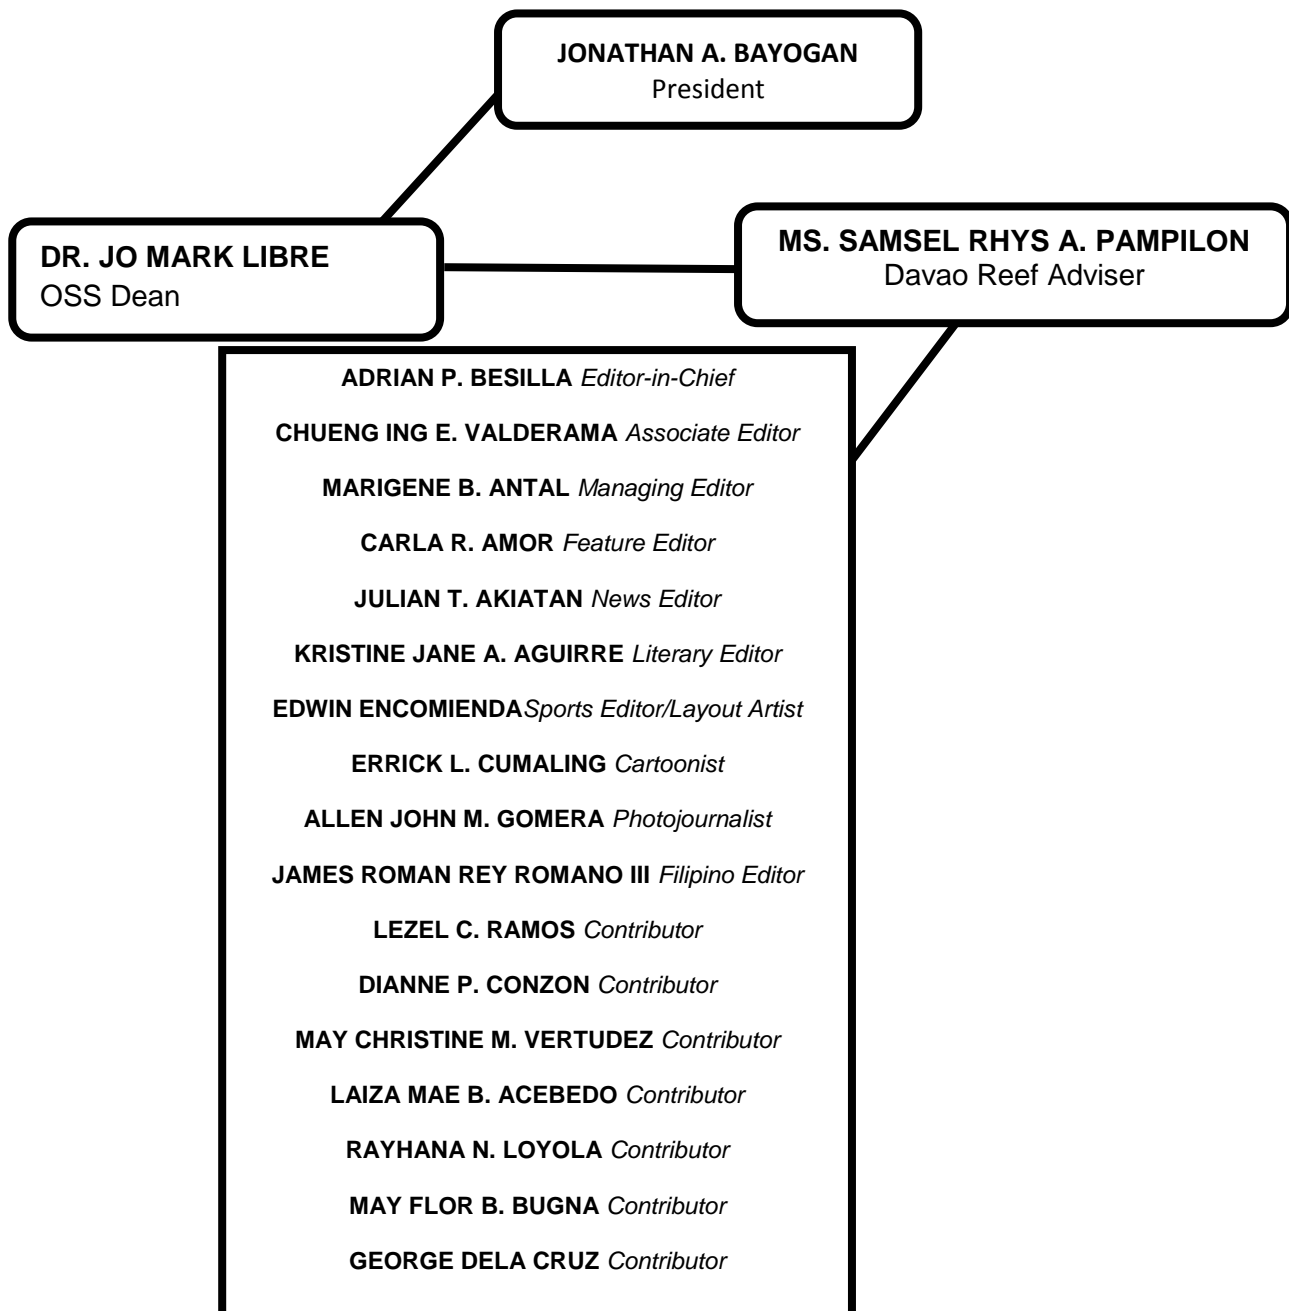 JONATHAN A. BAYOGAN
President
DR. JO MARK LIBRE
OSS Dean
MS. SAMSEL RHYS A. PAMPILON
Davao Reef Adviser
ADRIAN P. BESILLA Editor-in-Chief
CHUENG ING E. VALDERAMA Associate Editor
MARIGENE B. ANTAL Managing Editor
CARLA R. AMOR Feature Editor
JULIAN T. AKIATAN News Editor
KRISTINE JANE A. AGUIRRE Literary Editor
EDWIN ENCOMIENDASports Editor/Layout Artist
ERRICK L. CUMALING Cartoonist
ALLEN JOHN M. GOMERA Photojournalist
JAMES ROMAN REY ROMANO III Filipino Editor
LEZEL C. RAMOS Contributor
DIANNE P. CONZON Contributor
MAY CHRISTINE M. VERTUDEZ Contributor
LAIZA MAE B. ACEBEDO Contributor
RAYHANA N. LOYOLA Contributor
MAY FLOR B. BUGNA Contributor
GEORGE DELA CRUZ Contributor